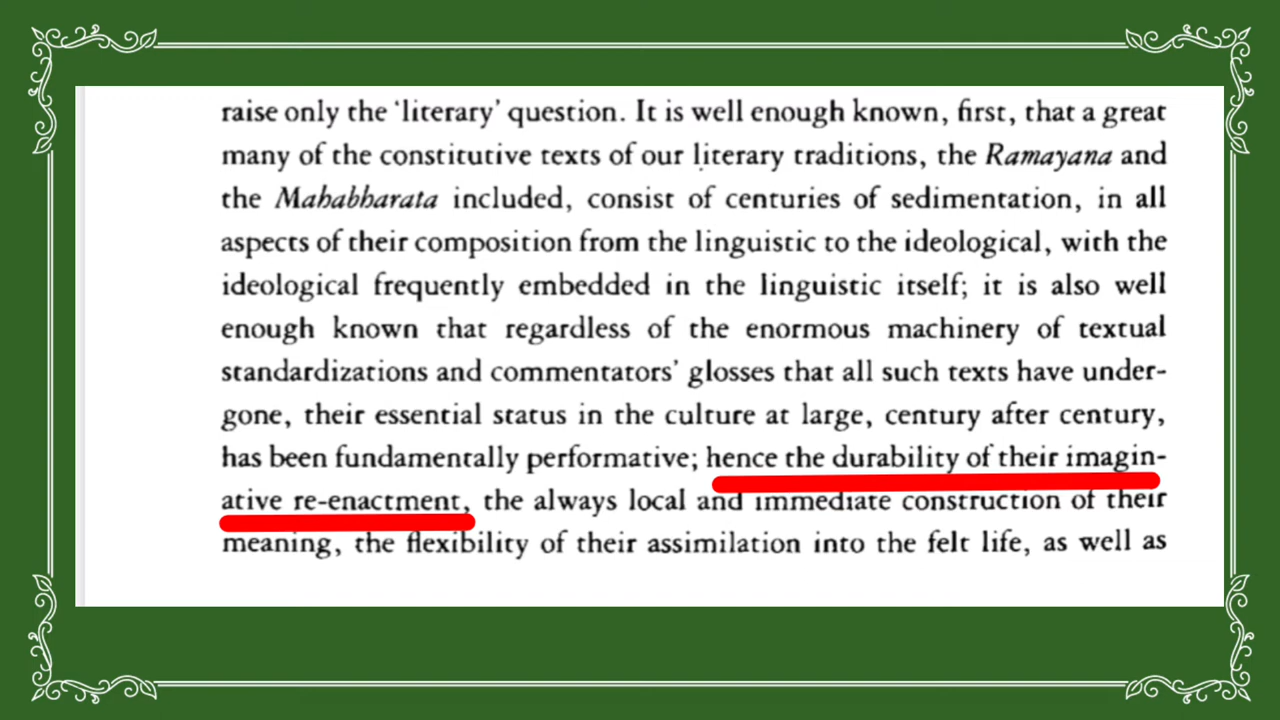 raise only the ‘literary’ question. It is well enough known, first, that a great
many of the constitutive texts of our literary traditions, the Ramayana and
the Mahabharata included, consist of centuries of sedimentation, in all
aspects of their composition from the linguistic to the ideological, with the
ideological frequently embedded in the linguistic itself; it is also well
enough known that regardless of the enormous machinery of textual
standardizations and commentators’ glosses that all such texts have under-
gone, their essential status in the culture at large, century after century,
has been fundamentally performative; hence the durability of their imagin-
ative re-enactment, the always local and immediate construction of their
meaning, the flexibility of their assimilation into the felt life, as well as